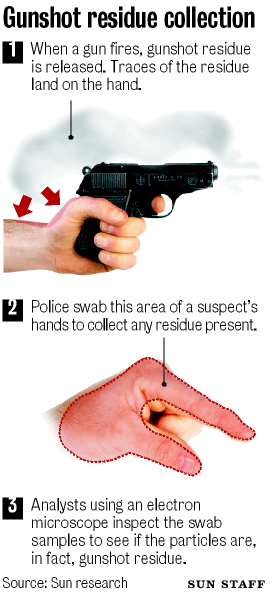 Gunshot residue collection
1 When a gun fires, gunshot residue
is released. Traces of the residue
land on the hand.
2 Police swab this area of a suspect's
hands to collect any residue present.
3 Analysts using an electron
microscope inspect the swab
samples to see if the particles are,
in fact, gunshot residue.
Source: Sun research SUN STAFF